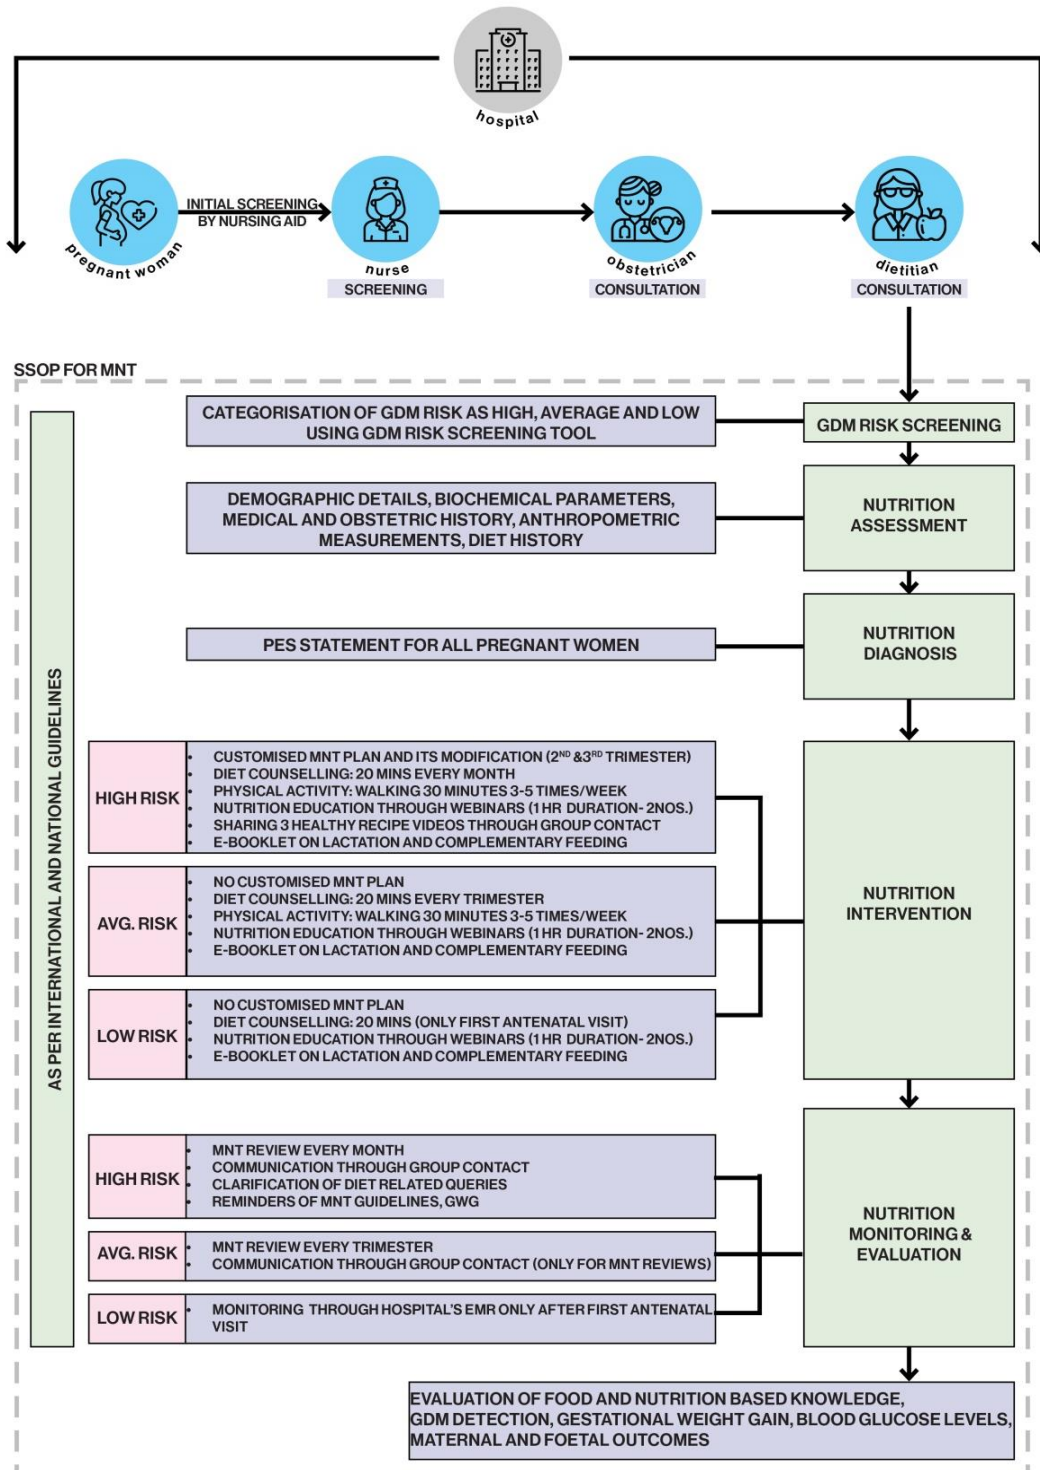 hospital
pregnant woman
INITIAL SCREENING
BY NURSING AID
nurse
SCREENING
obstetrician
CONSULTATION
dietitian
CONSULTATION
SSOP FOR MNT
AS PER INTERNATIONAL AND NATIONAL GUIDELINES
CATEGORISATION OF GDM RISK AS HIGH, AVERAGE AND LOW
USING GDM RISK SCREENING TOOL
GDM RISK SCREENING
DEMOGRAPHIC DETAILS, BIOCHEMICAL PARAMETERS,
MEDICAL AND OBSTETRIC HISTORY, ANTHROPOMETRIC
MEASUREMENTS, DIET HISTORY
NUTRITION
ASSESSMENT
PES STATEMENT FOR ALL PREGNANT WOMEN
NUTRITION
DIAGNOSIS
HIGH RISK
• CUSTOMISED MNT PLAN AND ITS MODIFICATION (2ND &3RD TRIMESTER)
• DIET COUNSELLING: 20 MINS EVERY MONTH
• PHYSICAL ACTIVITY: WALKING 30 MINUTES 3-5 TIMES/WEEK
• NUTRITION EDUCATION THROUGH WEBINARS (1 HR DURATION- 2NOS.)
• SHARING 3 HEALTHY RECIPE VIDEOS THROUGH GROUP CONTACT
• E-BOOKLET ON LACTATION AND COMPLEMENTARY FEEDING
AVG. RISK
• NO CUSTOMISED MNT PLAN
• DIET COUNSELLING: 20 MINS EVERY TRIMESTER
• PHYSICAL ACTIVITY: WALKING 30 MINUTES 3-5 TIMES/WEEK
• NUTRITION EDUCATION THROUGH WEBINARS (1 HR DURATION- 2NOS.)
• E-BOOKLET ON LACTATION AND COMPLEMENTARY FEEDING
LOW RISK
• NO CUSTOMISED MNT PLAN
• DIET COUNSELLING: 20 MINS (ONLY FIRST ANTENATAL VISIT)
• NUTRITION EDUCATION THROUGH WEBINARS (1 HR DURATION- 2NOS.)
• E-BOOKLET ON LACTATION AND COMPLEMENTARY FEEDING
NUTRITION
INTERVENTION
HIGH RISK
• MNT REVIEW EVERY MONTH
• COMMUNICATION THROUGH GROUP CONTACT
• CLARIFICATION OF DIET RELATED QUERIES
• REMINDERS OF MNT GUIDELINES, GWG
AVG. RISK
• MNT REVIEW EVERY TRIMESTER
• COMMUNICATION THROUGH GROUP CONTACT (ONLY FOR MNT REVIEWS)
LOW RISK
• MONITORING THROUGH HOSPITAL'S EMR ONLY AFTER FIRST ANTENATAL
VISIT
NUTRITION
MONITORING &
EVALUATION
EVALUATION OF FOOD AND NUTRITION BASED KNOWLEDGE,
GDM DETECTION, GESTATIONAL WEIGHT GAIN, BLOOD GLUCOSE LEVELS,
MATERNAL AND FOETAL OUTCOMES